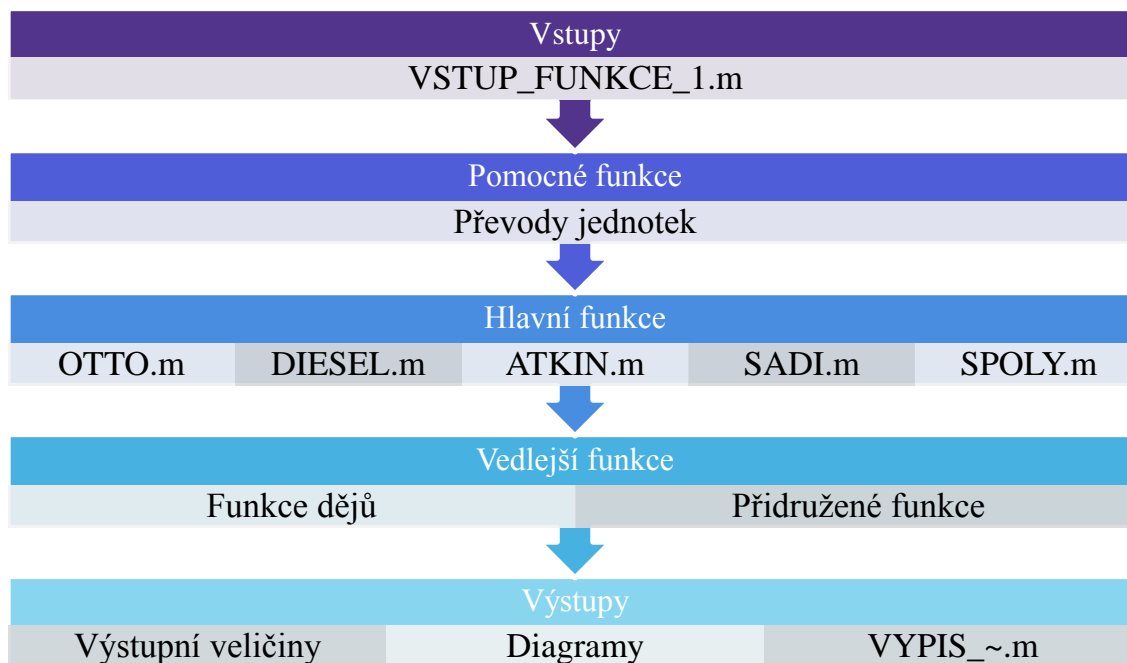 Vstupy
VSTUP_FUNKCE_1.m
Pomocné funkce
Převody jednotek
Hlavní funkce
OTTO.m DIESEL.m ATKIN.m SADI.m SPOLY.m
Vedlejší funkce
Funkce dějů Přidružené funkce
Výstupy
Výstupní veličiny Diagramy VYPIS_~.m